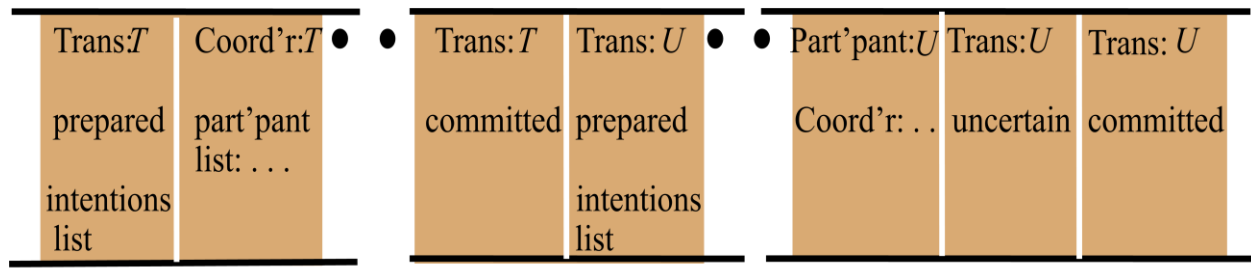 Trans:T
prepared
intentions
list
Coord'r:T
part'pant
list: . . .
Trans: T
committed
Trans: U
prepared
intentions
list
Part'pant: U
Coord'r: . .
Trans: U
uncertain
Trans: U
committed